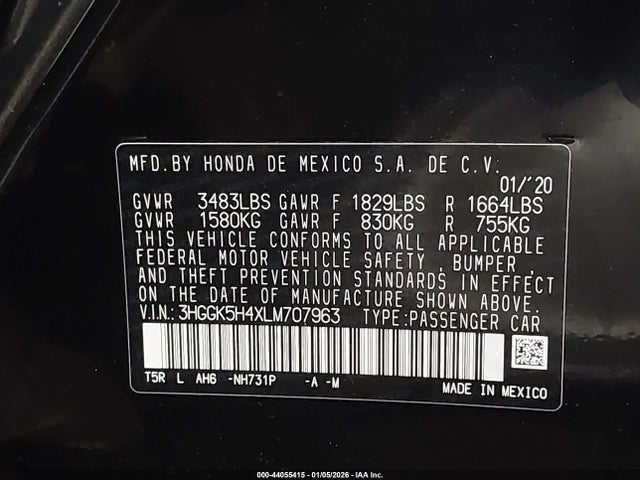 MFD.BY HONDA DE MEXICO S.A. DE C.V.
01/'20
GVWR 3483LBS GAWR F 1829LBS R 1664LBS
GVWR 1580KG GAWR F 830KG R 755KG
THIS VEHICLE CONFORMS TO ALL APPLICABLE
FEDERAL MOTOR VEHICLE SAFETY, BUMPER,
AND THEFT PREVENTION STANDARDS IN EFFECT
ON THE DATE OF MANUFACTURE SHOWN ABOVE.
V.I.N.: 3HGGK5H4XLM707963 TYPE:PASSENGER CAR
T5R L AH6 -NH731P -A -M
MADE IN MEXICO
000-44055415 - 01/05/2026 - IAA Inc.